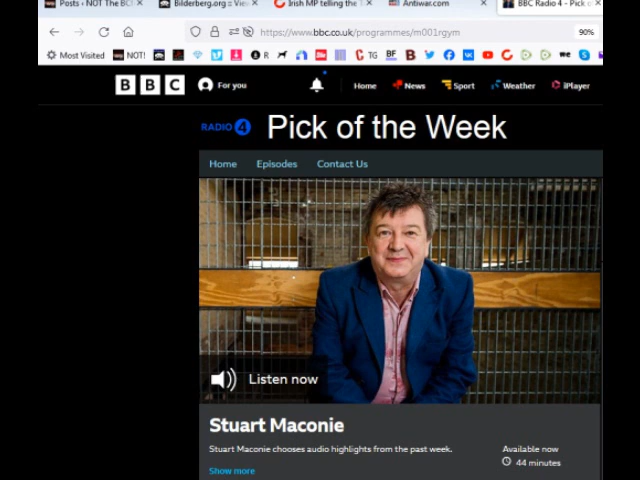 Posts ‹ NOT The BC!
Bilderberg.org :: View
Irish MP telling the T
Antiwar.com
BBC Radio 4 - Pick o
https://www.bbc.co.uk/programmes/m001rgym
90%
Most Visited
NOT!
R
TG
BF
B
we
S
BBC
For you
Home
News
Sport
Weather
iPlayer
RADIO 4
Pick of the Week
Home
Episodes
Contact Us
Listen now
Stuart Maconie
Stuart Maconie chooses audio highlights from the past week.
Available now
44 minutes
Show more